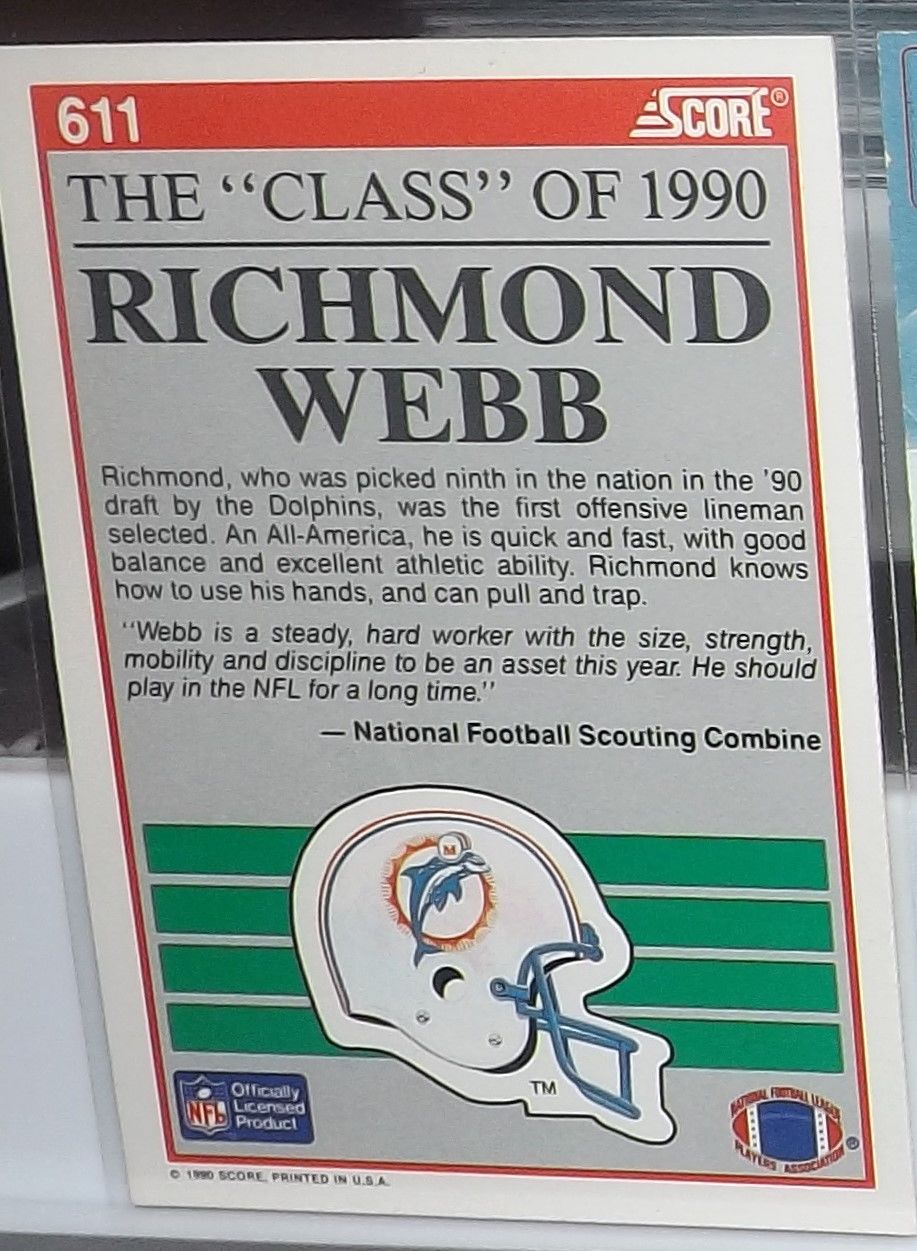 611
SCORE®
THE "CLASS" OF 1990
RICHMOND
WEBB
Richmond, who was picked ninth in the nation in the '90
draft by the Dolphins, was the first offensive lineman
selected. An All-America, he is quick and fast, with good
balance and excellent athletic ability. Richmond knows
how to use his hands, and can pull and trap.
"Webb is a steady, hard worker with the size, strength,
mobility and discipline to be an asset this year. He should
play in the NFL for a long time."
— National Football Scouting Combine
M
TM
NFL
Officially
Licensed
Product
NATIONAL FOOTBALL LEAGUE
PLAYERS ASSOCIATION
®
© 1990 SCORE, PRINTED IN U.S.A.